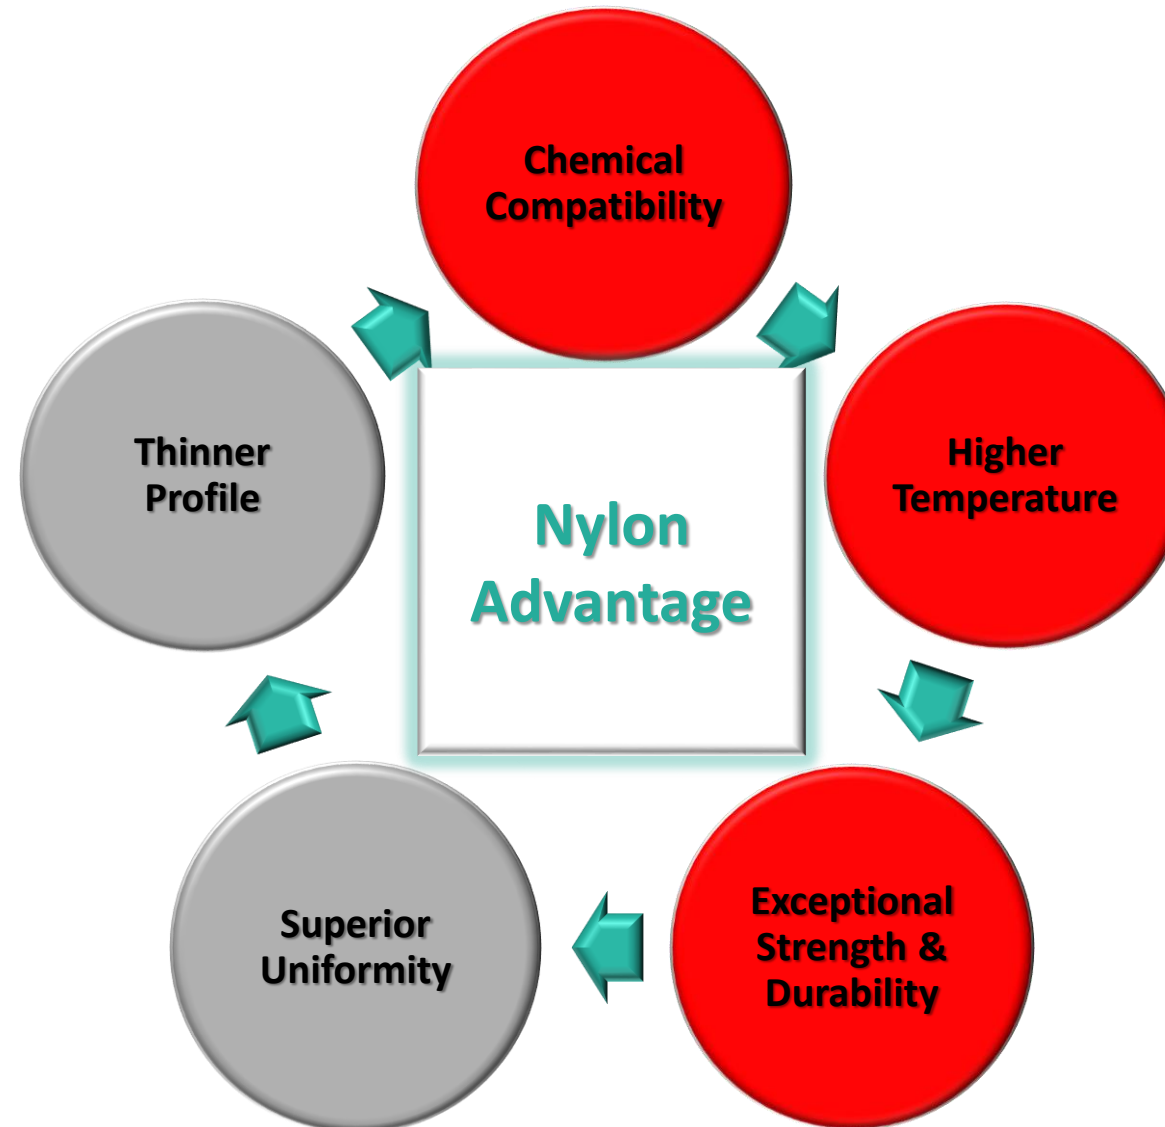 Chemical
Compatibility
Higher
Temperature
Exceptional
Strength &
Durability
Superior
Uniformity
Thinner
Profile
Nylon
Advantage